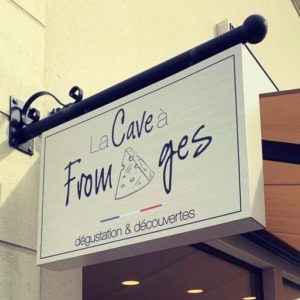 La Cave à
From ges
dégustation & découvertes